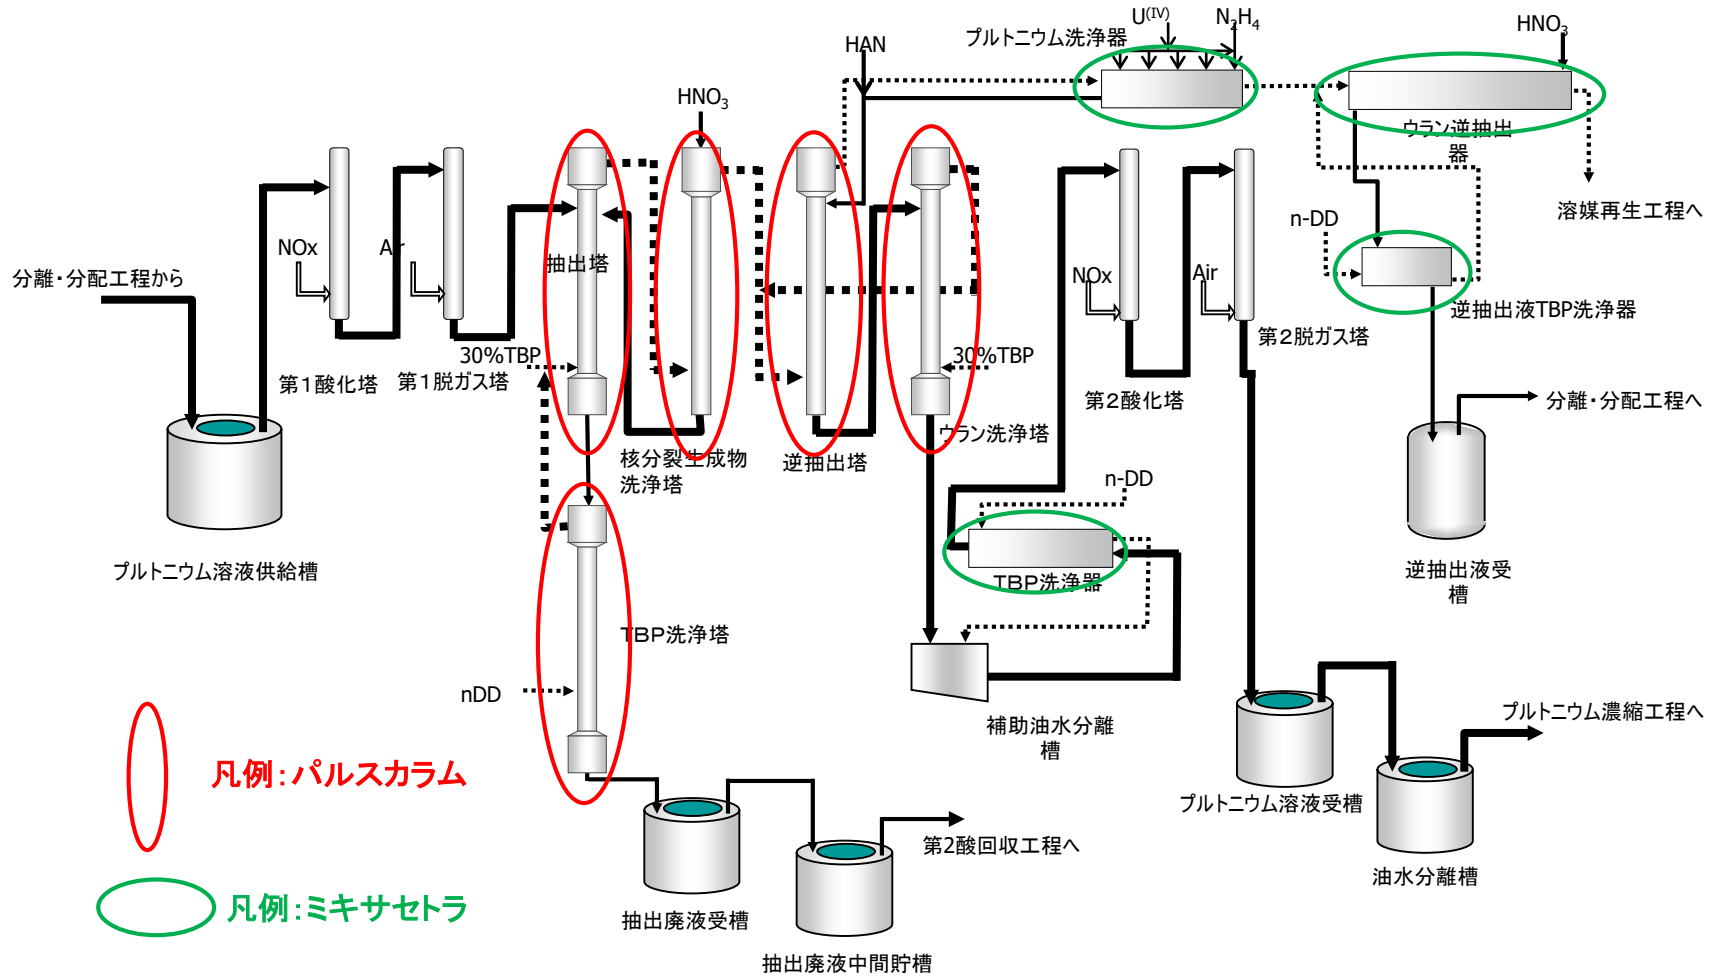 U(IV)
N2H4
プルトニウム洗浄器
HNO3
HAN
HNO3
ウラン逆抽出
器
溶媒再生工程へ
n-DD
NOx
Air
抽出塔
分離・分配工程から
NOx
Air
逆抽出液TBP洗浄器
第２脱ガス塔
30%TBP
30%TBP
第１酸化塔
第１脱ガス塔
第２酸化塔
分離・分配工程へ
ウラン洗浄塔
核分裂生成物
洗浄塔
逆抽出塔
n-DD
プルトニウム溶液供給槽
TBP洗浄器
逆抽出液受
槽
TBP洗浄塔
nDD
補助油水分離
槽
プルトニウム濃縮工程へ
凡例：パルスカラム
プルトニウム溶液受槽
第2酸回収工程へ
油水分離槽
凡例：ミキサセトラ
抽出廃液受槽
抽出廃液中間貯槽